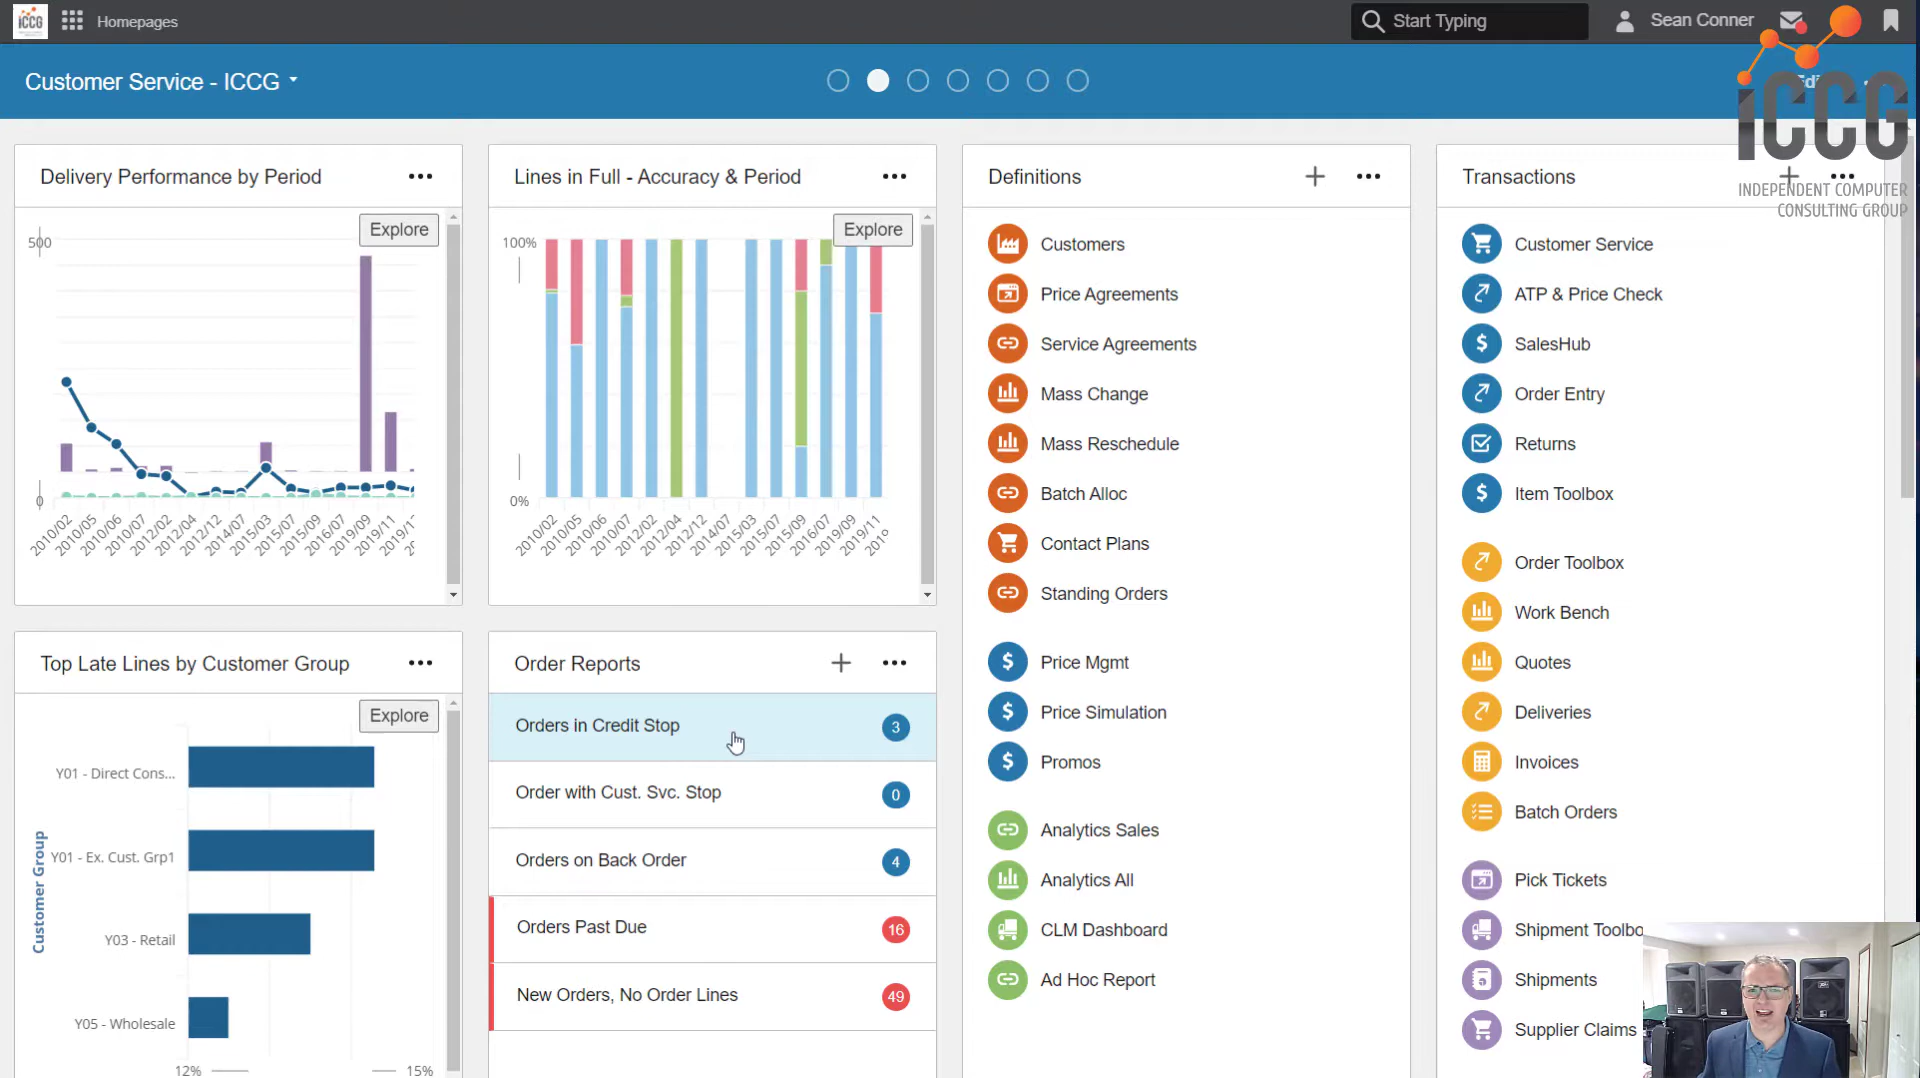 iCCG
Homepages
Start Typing
Sean Conner
Customer Service - ICCG
iCCG
INDEPENDENT COMPUTER
CONSULTING GROUP
Delivery Performance by Period
Explore
500
0
2010/02
2010/05
2010/06
2010/07
2012/02
2012/04
2012/12
2014/07
2015/03
2015/07
2015/09
2016/07
2019/09
2019/11
Lines in Full - Accuracy & Period
Explore
100%
0%
2010/02
2010/05
2010/06
2010/07
2012/02
2012/04
2012/12
2014/07
2015/03
2015/07
2015/09
2016/07
2019/09
2019/11
Definitions
Customers
Price Agreements
Service Agreements
Mass Change
Mass Reschedule
Batch Alloc
Contact Plans
Standing Orders
Price Mgmt
Price Simulation
Promos
Analytics Sales
Analytics All
CLM Dashboard
Ad Hoc Report
Transactions
Customer Service
ATP & Price Check
SalesHub
Order Entry
Returns
Item Toolbox
Order Toolbox
Work Bench
Quotes
Deliveries
Invoices
Batch Orders
Pick Tickets
Shipment Toolbo
Shipments
Supplier Claims
Top Late Lines by Customer Group
Explore
Customer Group
Y01 - Direct Cons...
Y01 - Ex. Cust. Grp1
Y03 - Retail
Y05 - Wholesale
12%
15%
Order Reports
Orders in Credit Stop 3
Order with Cust. Svc. Stop 0
Orders on Back Order 4
Orders Past Due 16
New Orders, No Order Lines 49